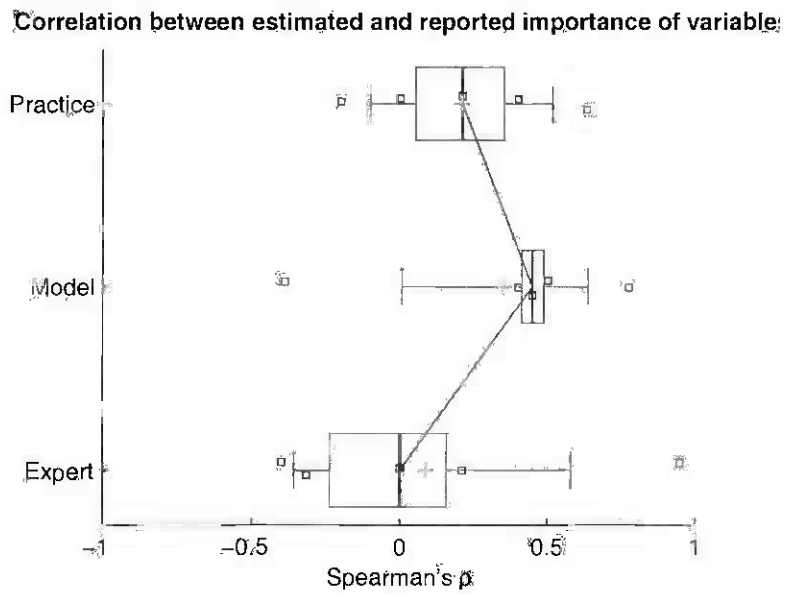 Correlation between estimated and reported importance of variable
Practice
Model
Expert
-1
-0.5
0
0.5
1
Spearman's ρ